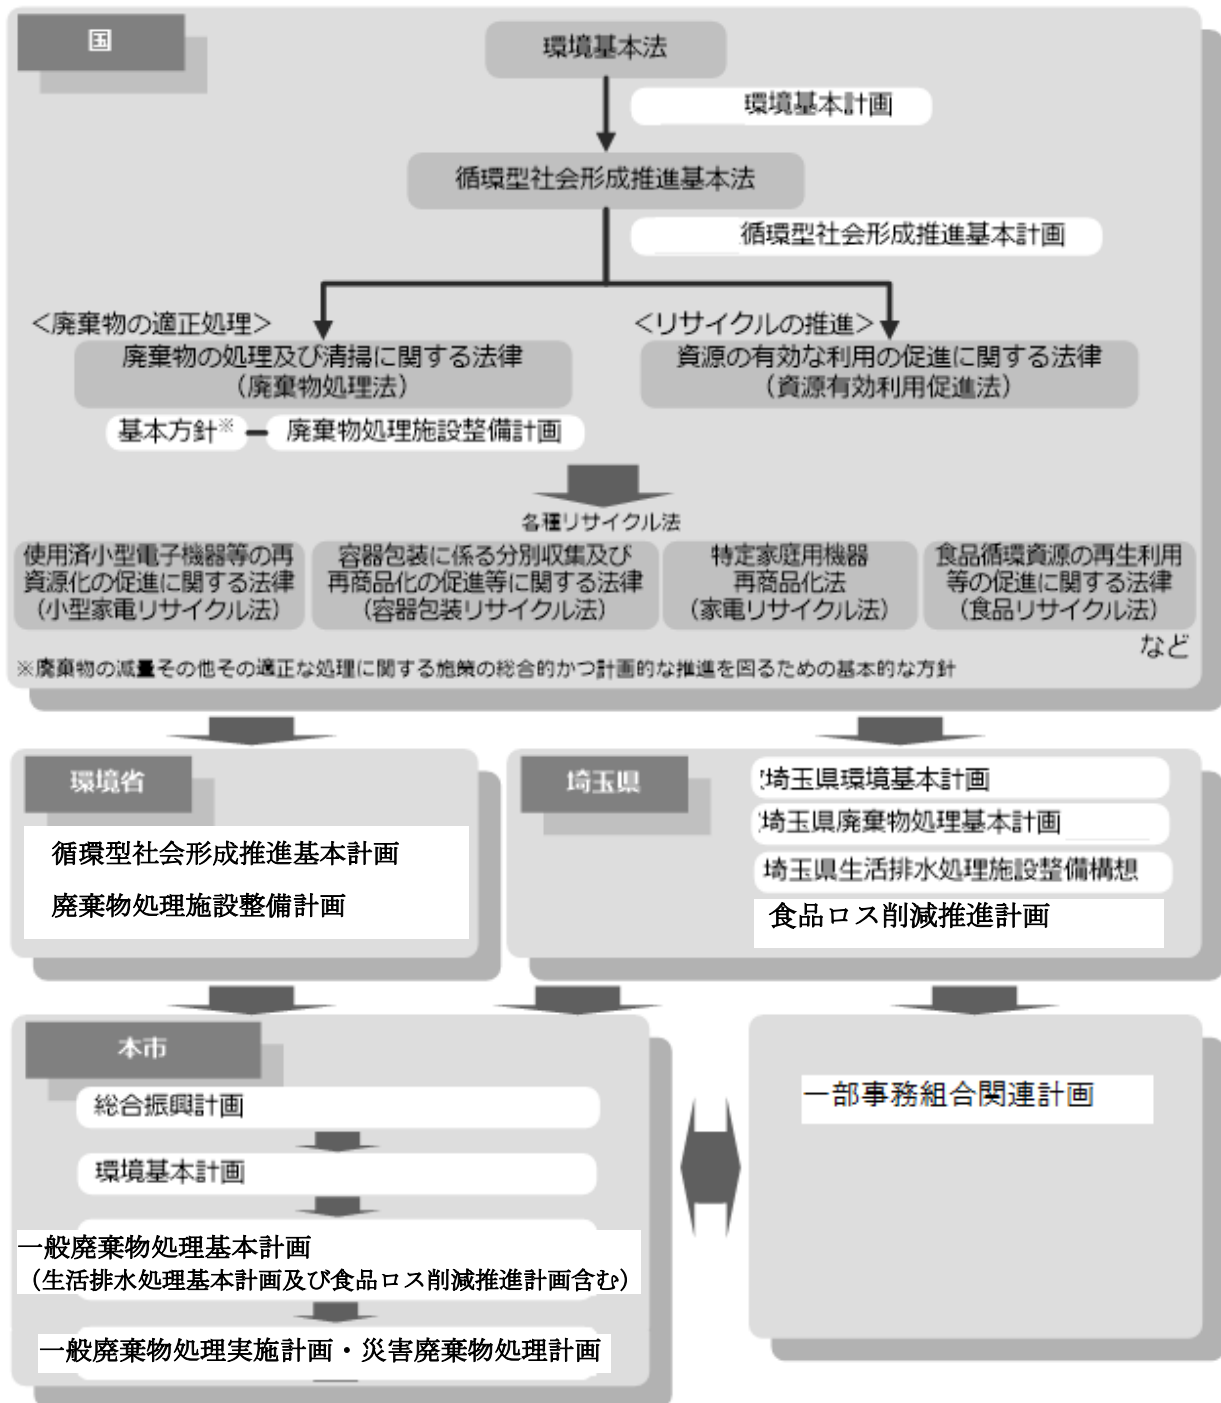 国
環境基本法
環境基本計画
循環型社会形成推進基本法
循環型社会形成推進基本計画
＜廃棄物の適正処理＞
廃棄物の処理及び清掃に関する法律
（廃棄物処理法）
基本方針※
廃棄物処理施設整備計画
＜リサイクルの推進＞
資源の有効な利用の促進に関する法律
（資源有効利用促進法）
各種リサイクル法
使用済小型電子機器等の再
資源化の促進に関する法律
（小型家電リサイクル法）
容器包装に係る分別収集及び
再商品化の促進等に関する法律
（容器包装リサイクル法）
特定家庭用機器
再商品化法
（家電リサイクル法）
食品循環資源の再生利用
等の促進に関する法律
（食品リサイクル法）
など
※廃棄物の減量その他その適正な処理に関する施策の総合的かつ計画的な推進を図るための基本的な方針
環境省
循環型社会形成推進基本計画
廃棄物処理施設整備計画
埼玉県
埼玉県環境基本計画
埼玉県廃棄物処理基本計画
埼玉県生活排水処理施設整備構想
食品ロス削減推進計画
本市
総合振興計画
環境基本計画
一般廃棄物処理基本計画
（生活排水処理基本計画及び食品ロス削減推進計画含む）
一般廃棄物処理実施計画・災害廃棄物処理計画
一部事務組合関連計画